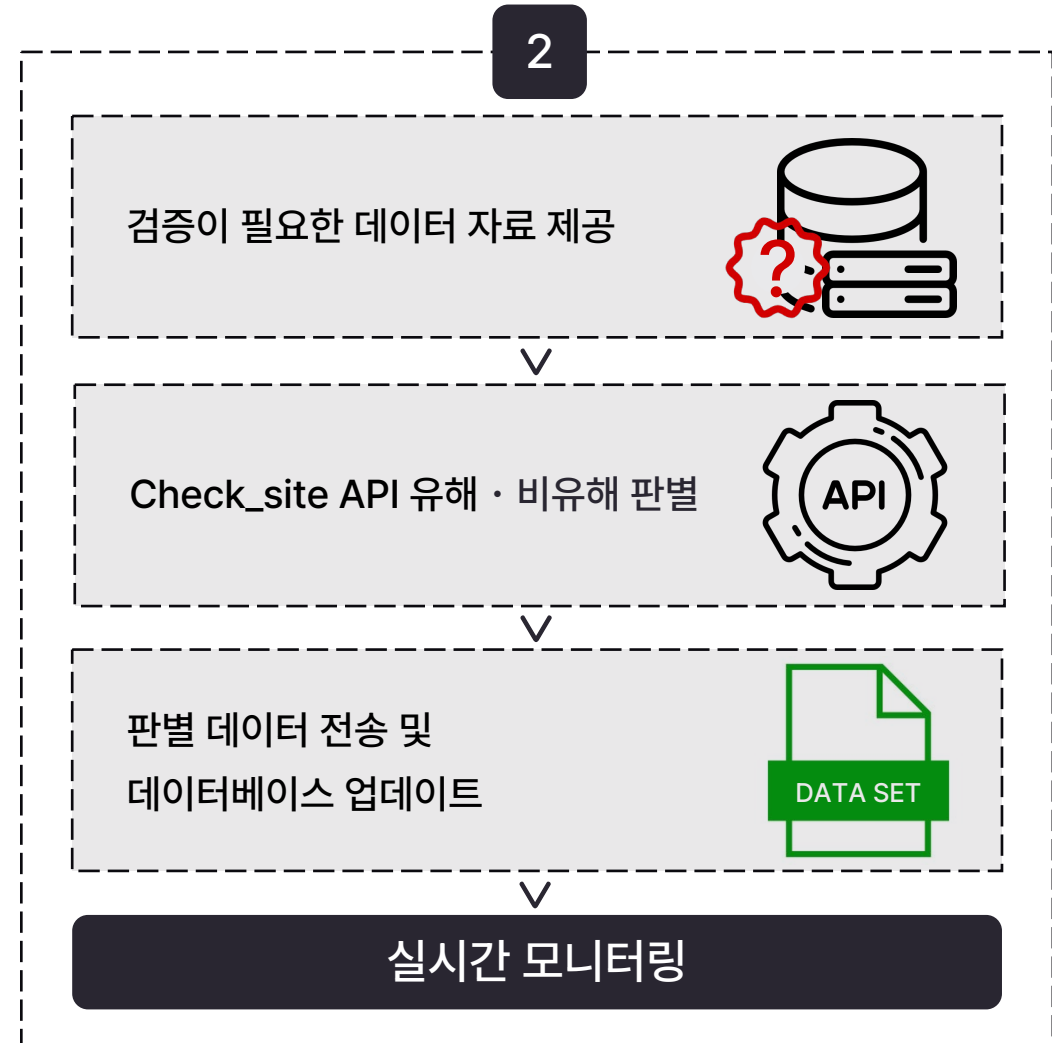 2
검증이 필요한 데이터 자료 제공
?
Check_site API 유해 · 비유해 판별
API
판별 데이터 전송 및
데이터베이스 업데이트
DATA SET
실시간 모니터링